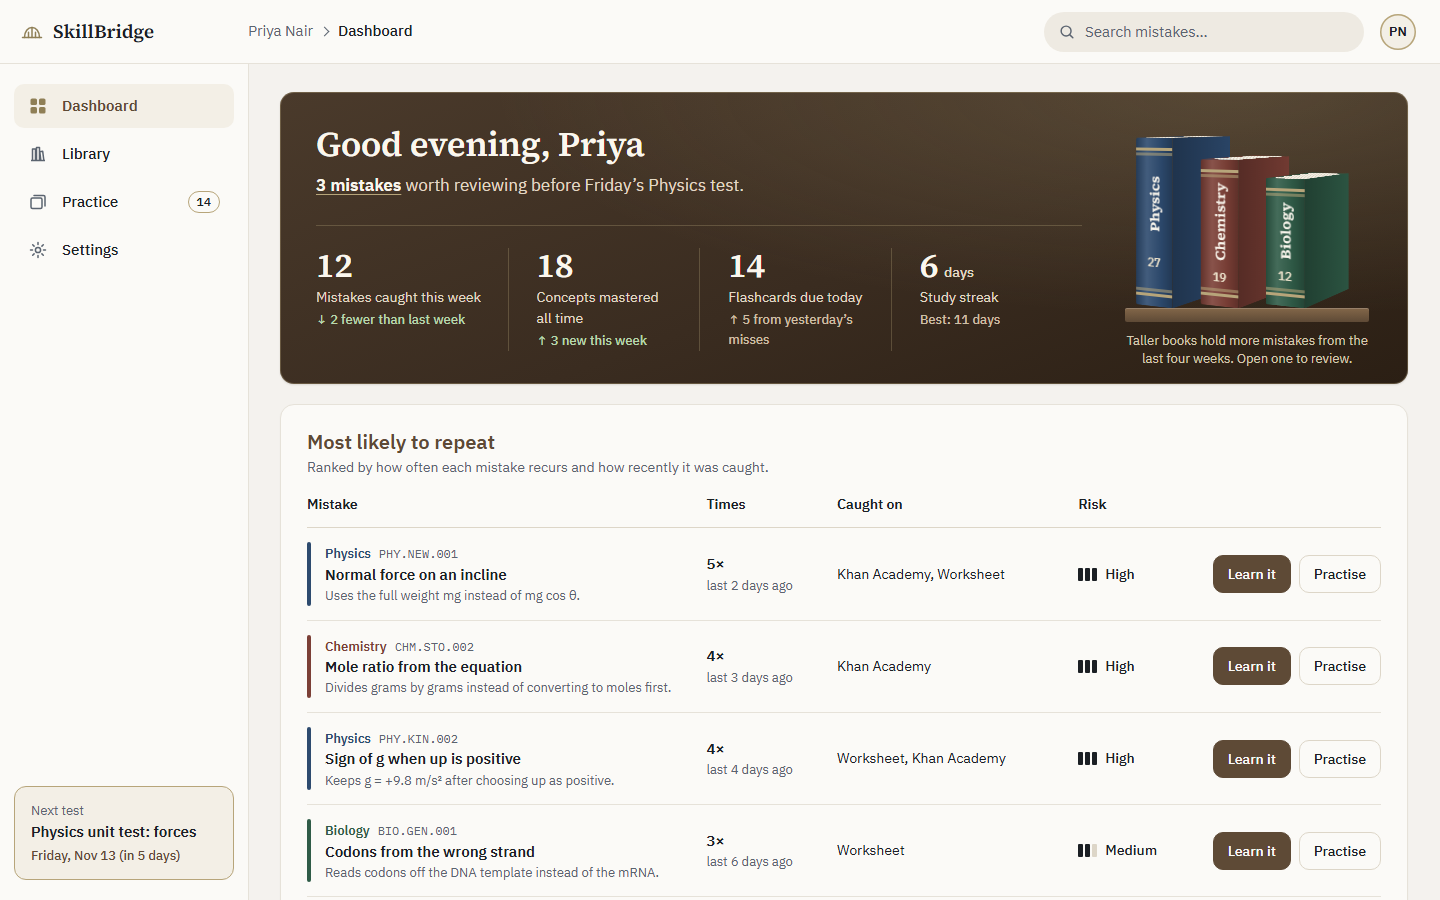 SkillBridge
Priya Nair > Dashboard
Search mistakes...
PN
Dashboard
Library
Practice 14
Settings
Next test
Physics unit test: forces
Friday, Nov 13 (in 5 days)
Good evening, Priya
3 mistakes worth reviewing before Friday's Physics test.
12
Mistakes caught this week
↓ 2 fewer than last week
18
Concepts mastered
all time
↑ 3 new this week
14
Flashcards due today
↑ 5 from yesterday's
misses
6 days
Study streak
Best: 11 days
Physics
27
Chemistry
19
Biology
12
Taller books hold more mistakes from the
last four weeks. Open one to review.
Most likely to repeat
Ranked by how often each mistake recurs and how recently it was caught.
Mistake Times Caught on Risk
Physics PHY.NEW.001
Normal force on an incline
Uses the full weight mg instead of mg cos θ.
5×
last 2 days ago
Khan Academy, Worksheet
High
Learn it
Practise
Chemistry CHM.STO.002
Mole ratio from the equation
Divides grams by grams instead of converting to moles first.
4×
last 3 days ago
Khan Academy
High
Learn it
Practise
Physics PHY.KIN.002
Sign of g when up is positive
Keeps g = +9.8 m/s² after choosing up as positive.
4×
last 4 days ago
Worksheet, Khan Academy
High
Learn it
Practise
Biology BIO.GEN.001
Codons from the wrong strand
Reads codons off the DNA template instead of the mRNA.
3×
last 6 days ago
Worksheet
Medium
Learn it
Practise